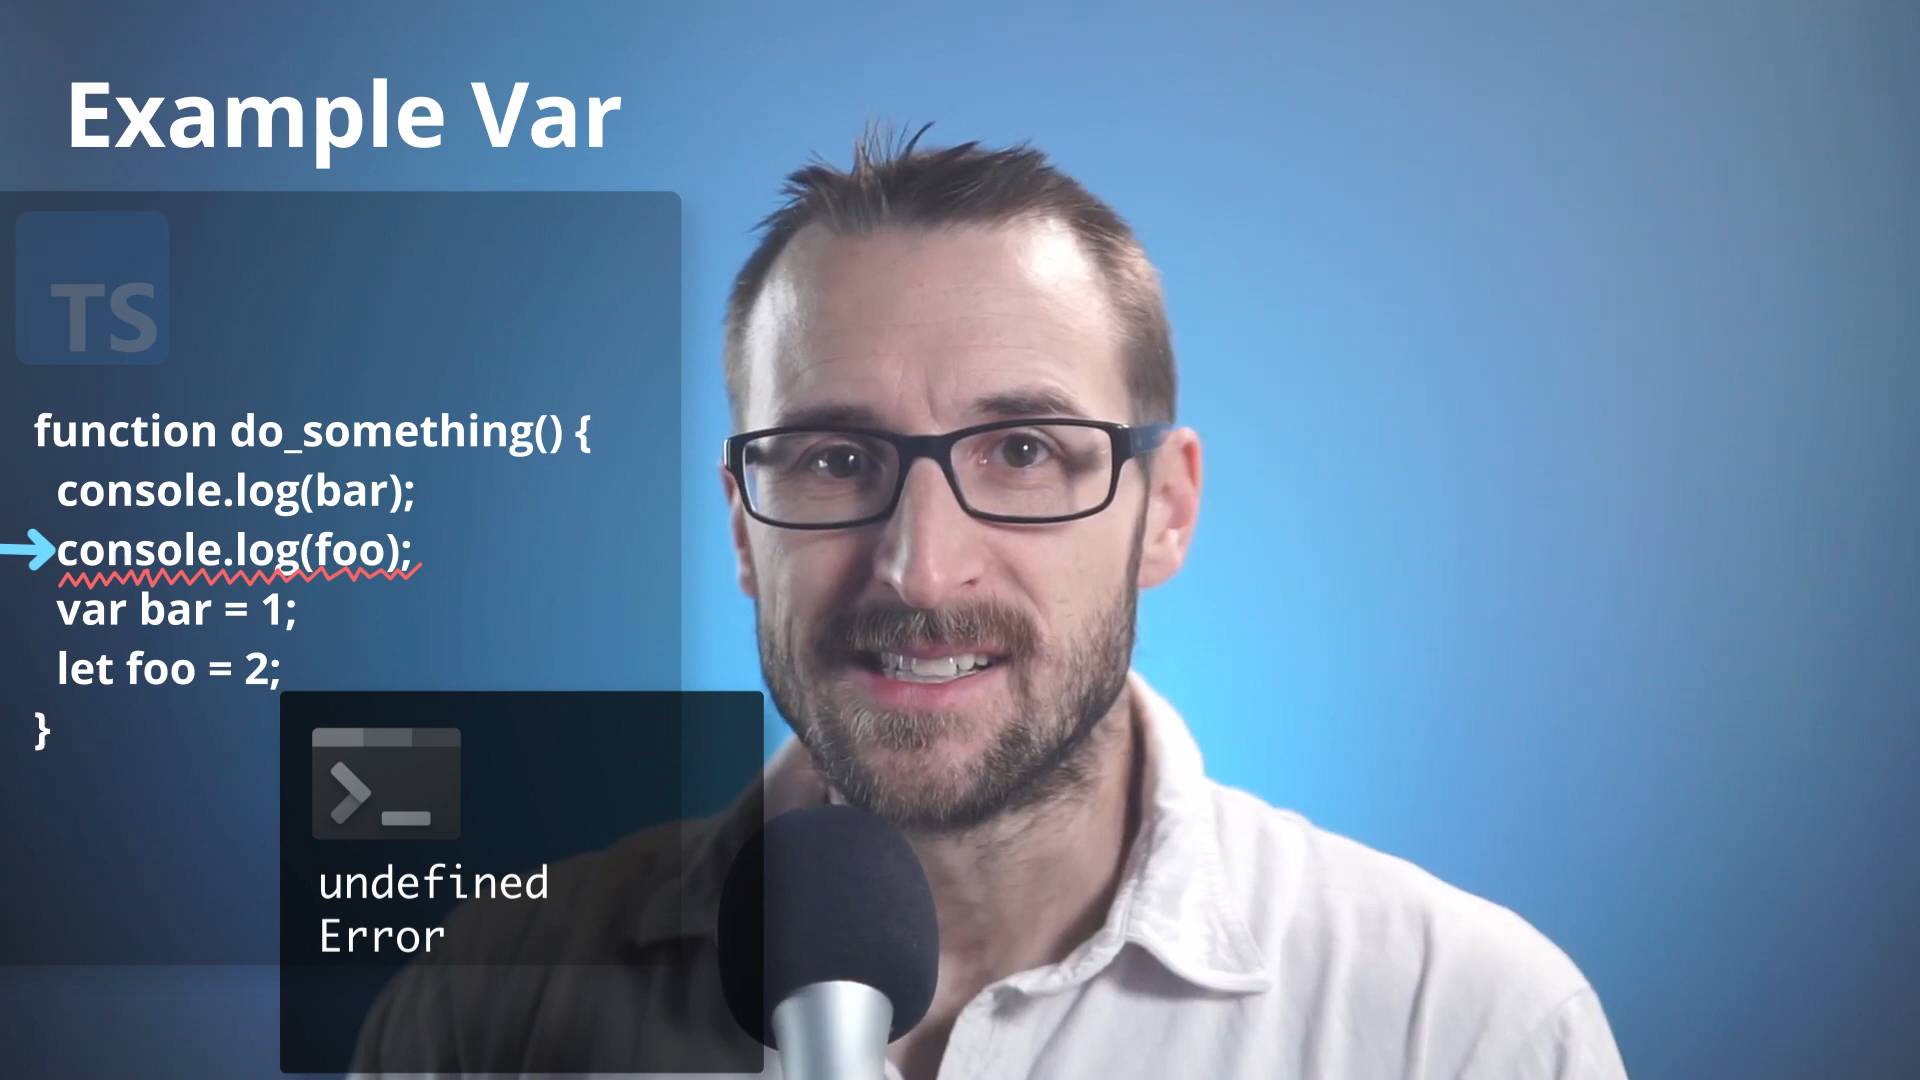 Example Var
TS
function do_something() {
console.log(bar);
console.log(foo);
var bar = 1;
let foo = 2;
}
undefined
Error